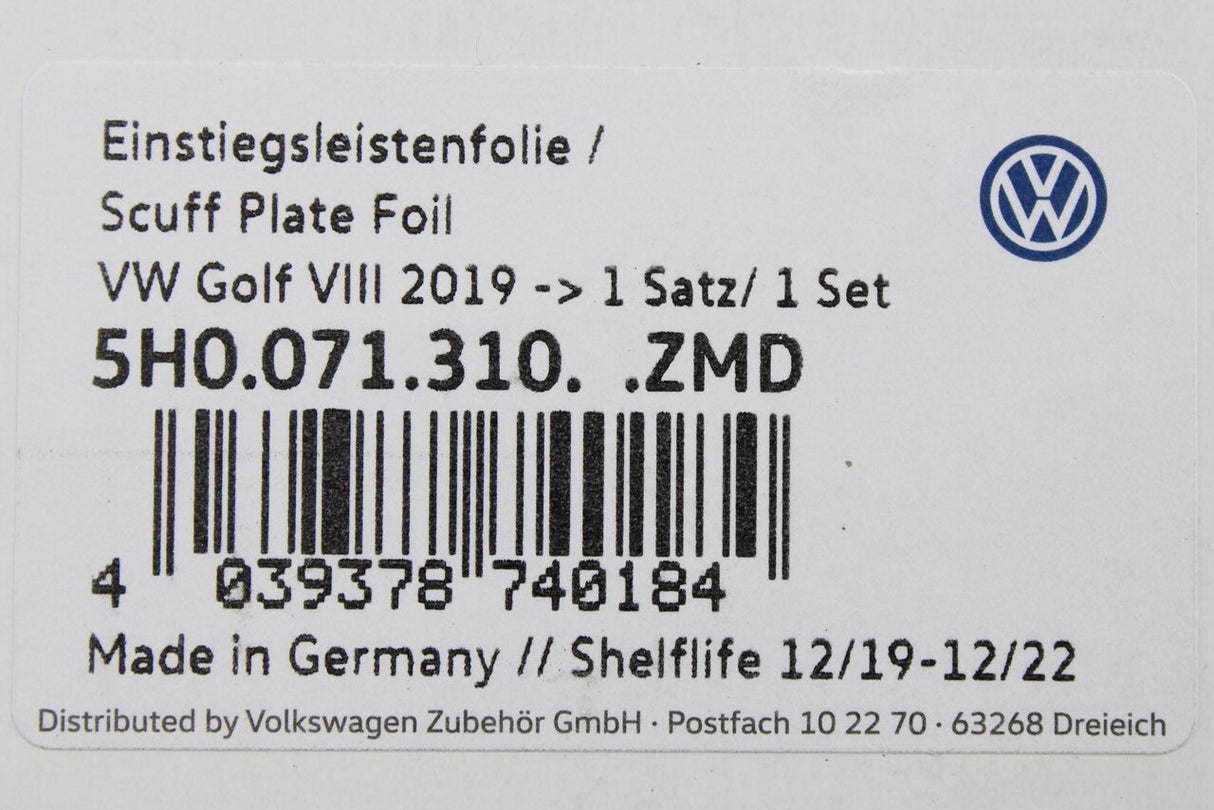 Einstiegsleistenfolie /
Scuff Plate Foil
VW Golf VIII 2019 -> 1 Satz/ 1 Set
5H0.071.310. .ZMD
4 039378 740184
Made in Germany // Shelflife 12/19-12/22
Distributed by Volkswagen Zubehör GmbH · Postfach 10 22 70 · 63268 Dreieich